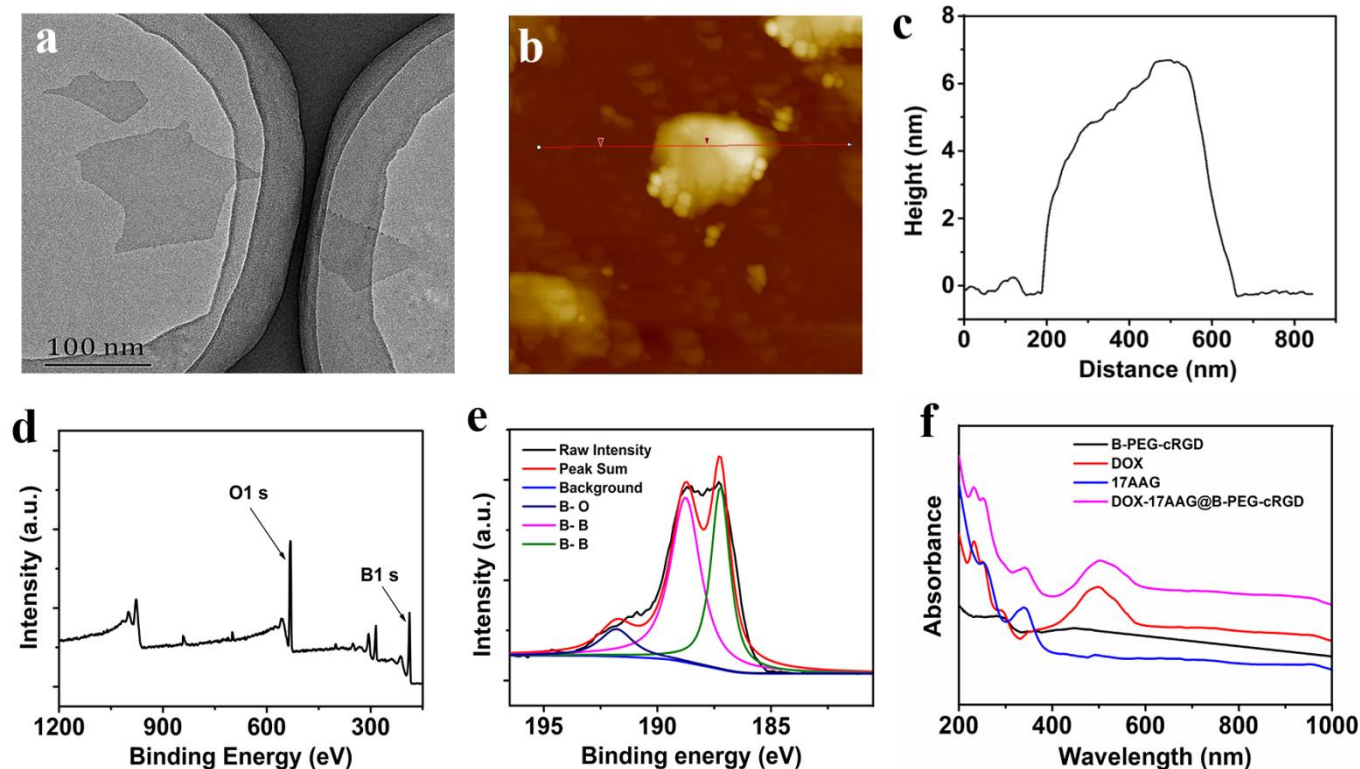 a
100 nm
b
c
Height (nm)
8
6
4
2
0
0 200 400 600 800
Distance (nm)
d
Intensity (a.u.)
O1 s
B1 s
1200 900 600 300
Binding Energy (eV)
e
Intensity (a.u.)
Raw Intensity
Peak Sum
Background
B- O
B- B
B- B
195 190 185
Binding energy (eV)
f
Absorbance
B-PEG-cRGD
DOX
17AAG
DOX-17AAG@B-PEG-cRGD
200 400 600 800 1000
Wavelength (nm)